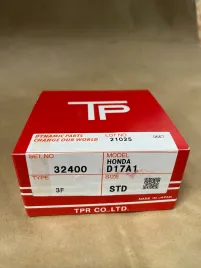 TP
DYNAMIC PARTS
CHANGE OUR WORLD
LOT NO
21025
SET NO
32400
MODEL
HONDA
D17A1
TYPE
3F
SIZE
STD
MADE IN JAPAN
TPR CO.,LTD.